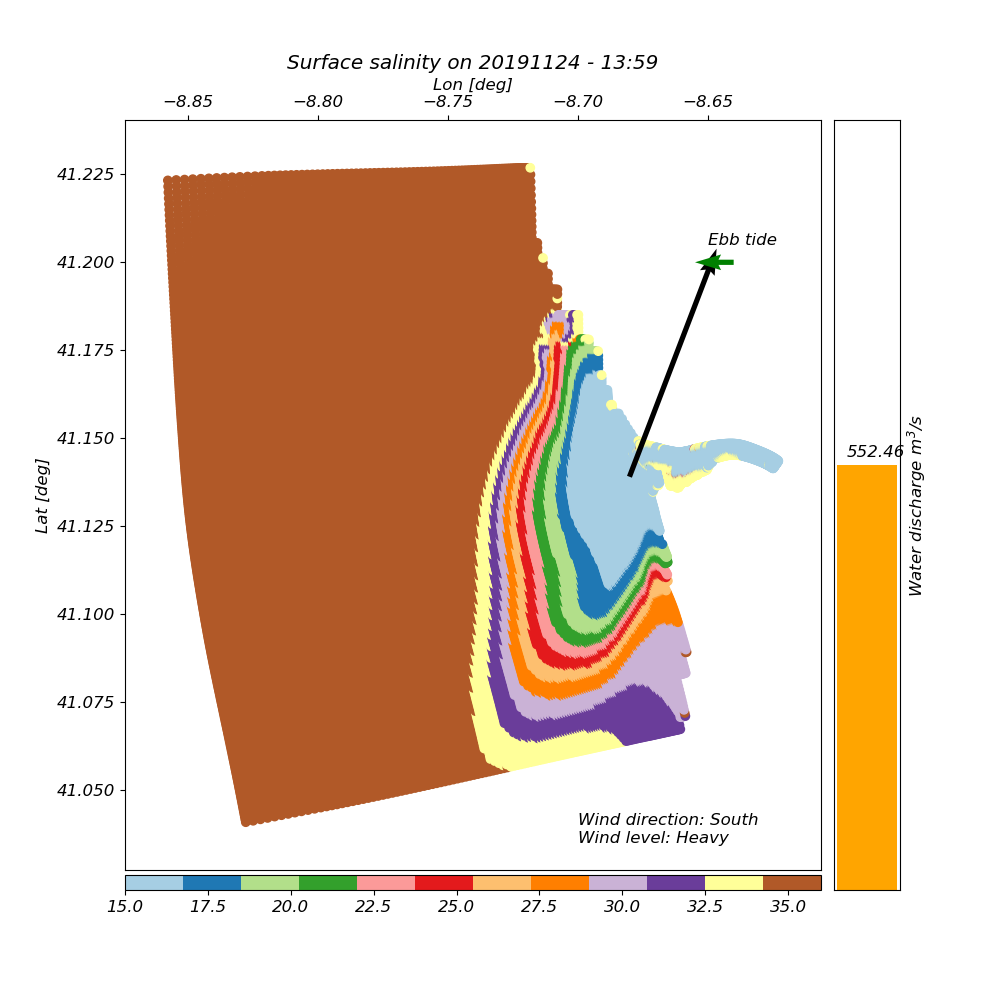 Surface salinity on 20191124 - 13:59
Lon [deg]
−8.85 −8.80 −8.75 −8.70 −8.65
41.225
Ebb tide
41.200
41.175
41.150
552.46
Lat [deg]
Water discharge m³/s
41.125
41.100
41.075
41.050
Wind direction: South
Wind level: Heavy
15.0 17.5 20.0 22.5 25.0 27.5 30.0 32.5 35.0